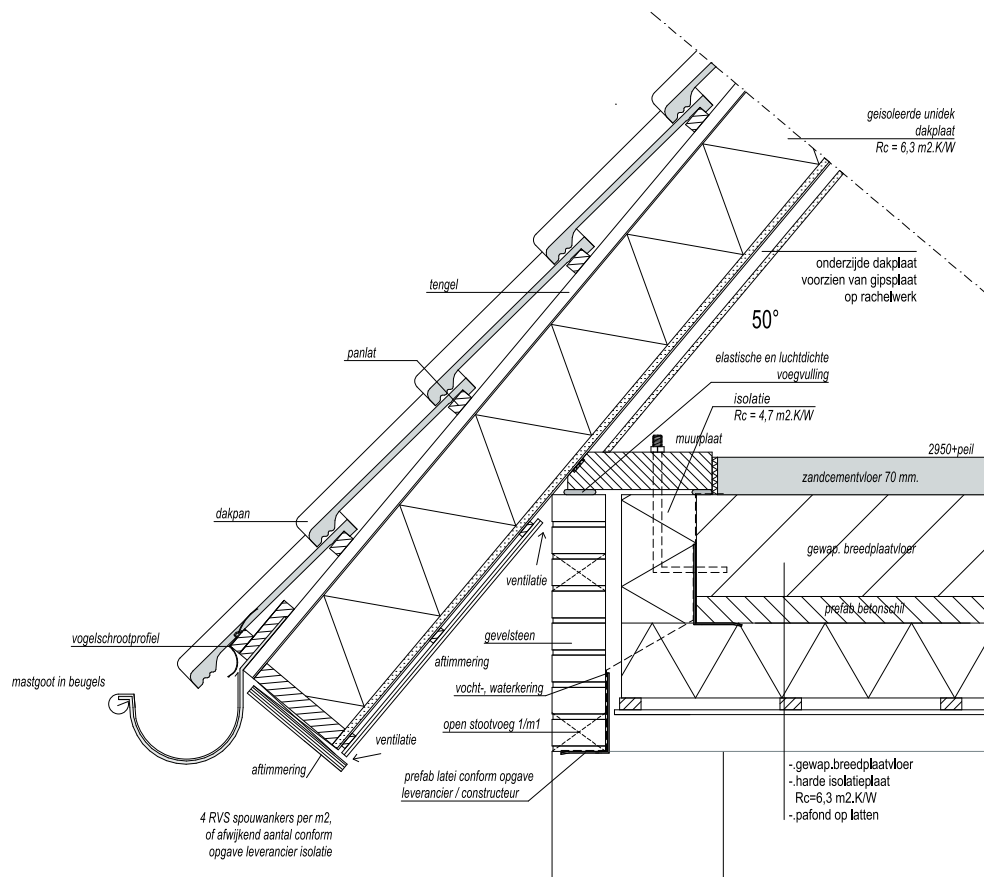 geisoleerde unidek
dakplaat
Rc = 6,3 m2.K/W
onderzijde dakplaat
voorzien van gipsplaat
op rachelwerk
tengel
50°
panlat
elastische en luchtdichte
voegvulling
isolatie
Rc = 4,7 m2.K/W
muurplaat
2950+peil
zandcementvloer 70 mm.
dakpan
gewap. breedplaatvloer
ventilatie
prefab betonschil
vogelschrootprofiel
gevelsteen
aftimmering
mastgoot in beugels
vocht-, waterkering
open stootvoeg 1/m1
ventilatie
aftimmering
prefab latei conform opgave
leverancier / constructeur
-.gewap.breedplaatvloer
-.harde isolatieplaat
Rc=6,3 m2.K/W
-.pafond op latten
4 RVS spouwankers per m2,
of afwijkend aantal conform
opgave leverancier isolatie